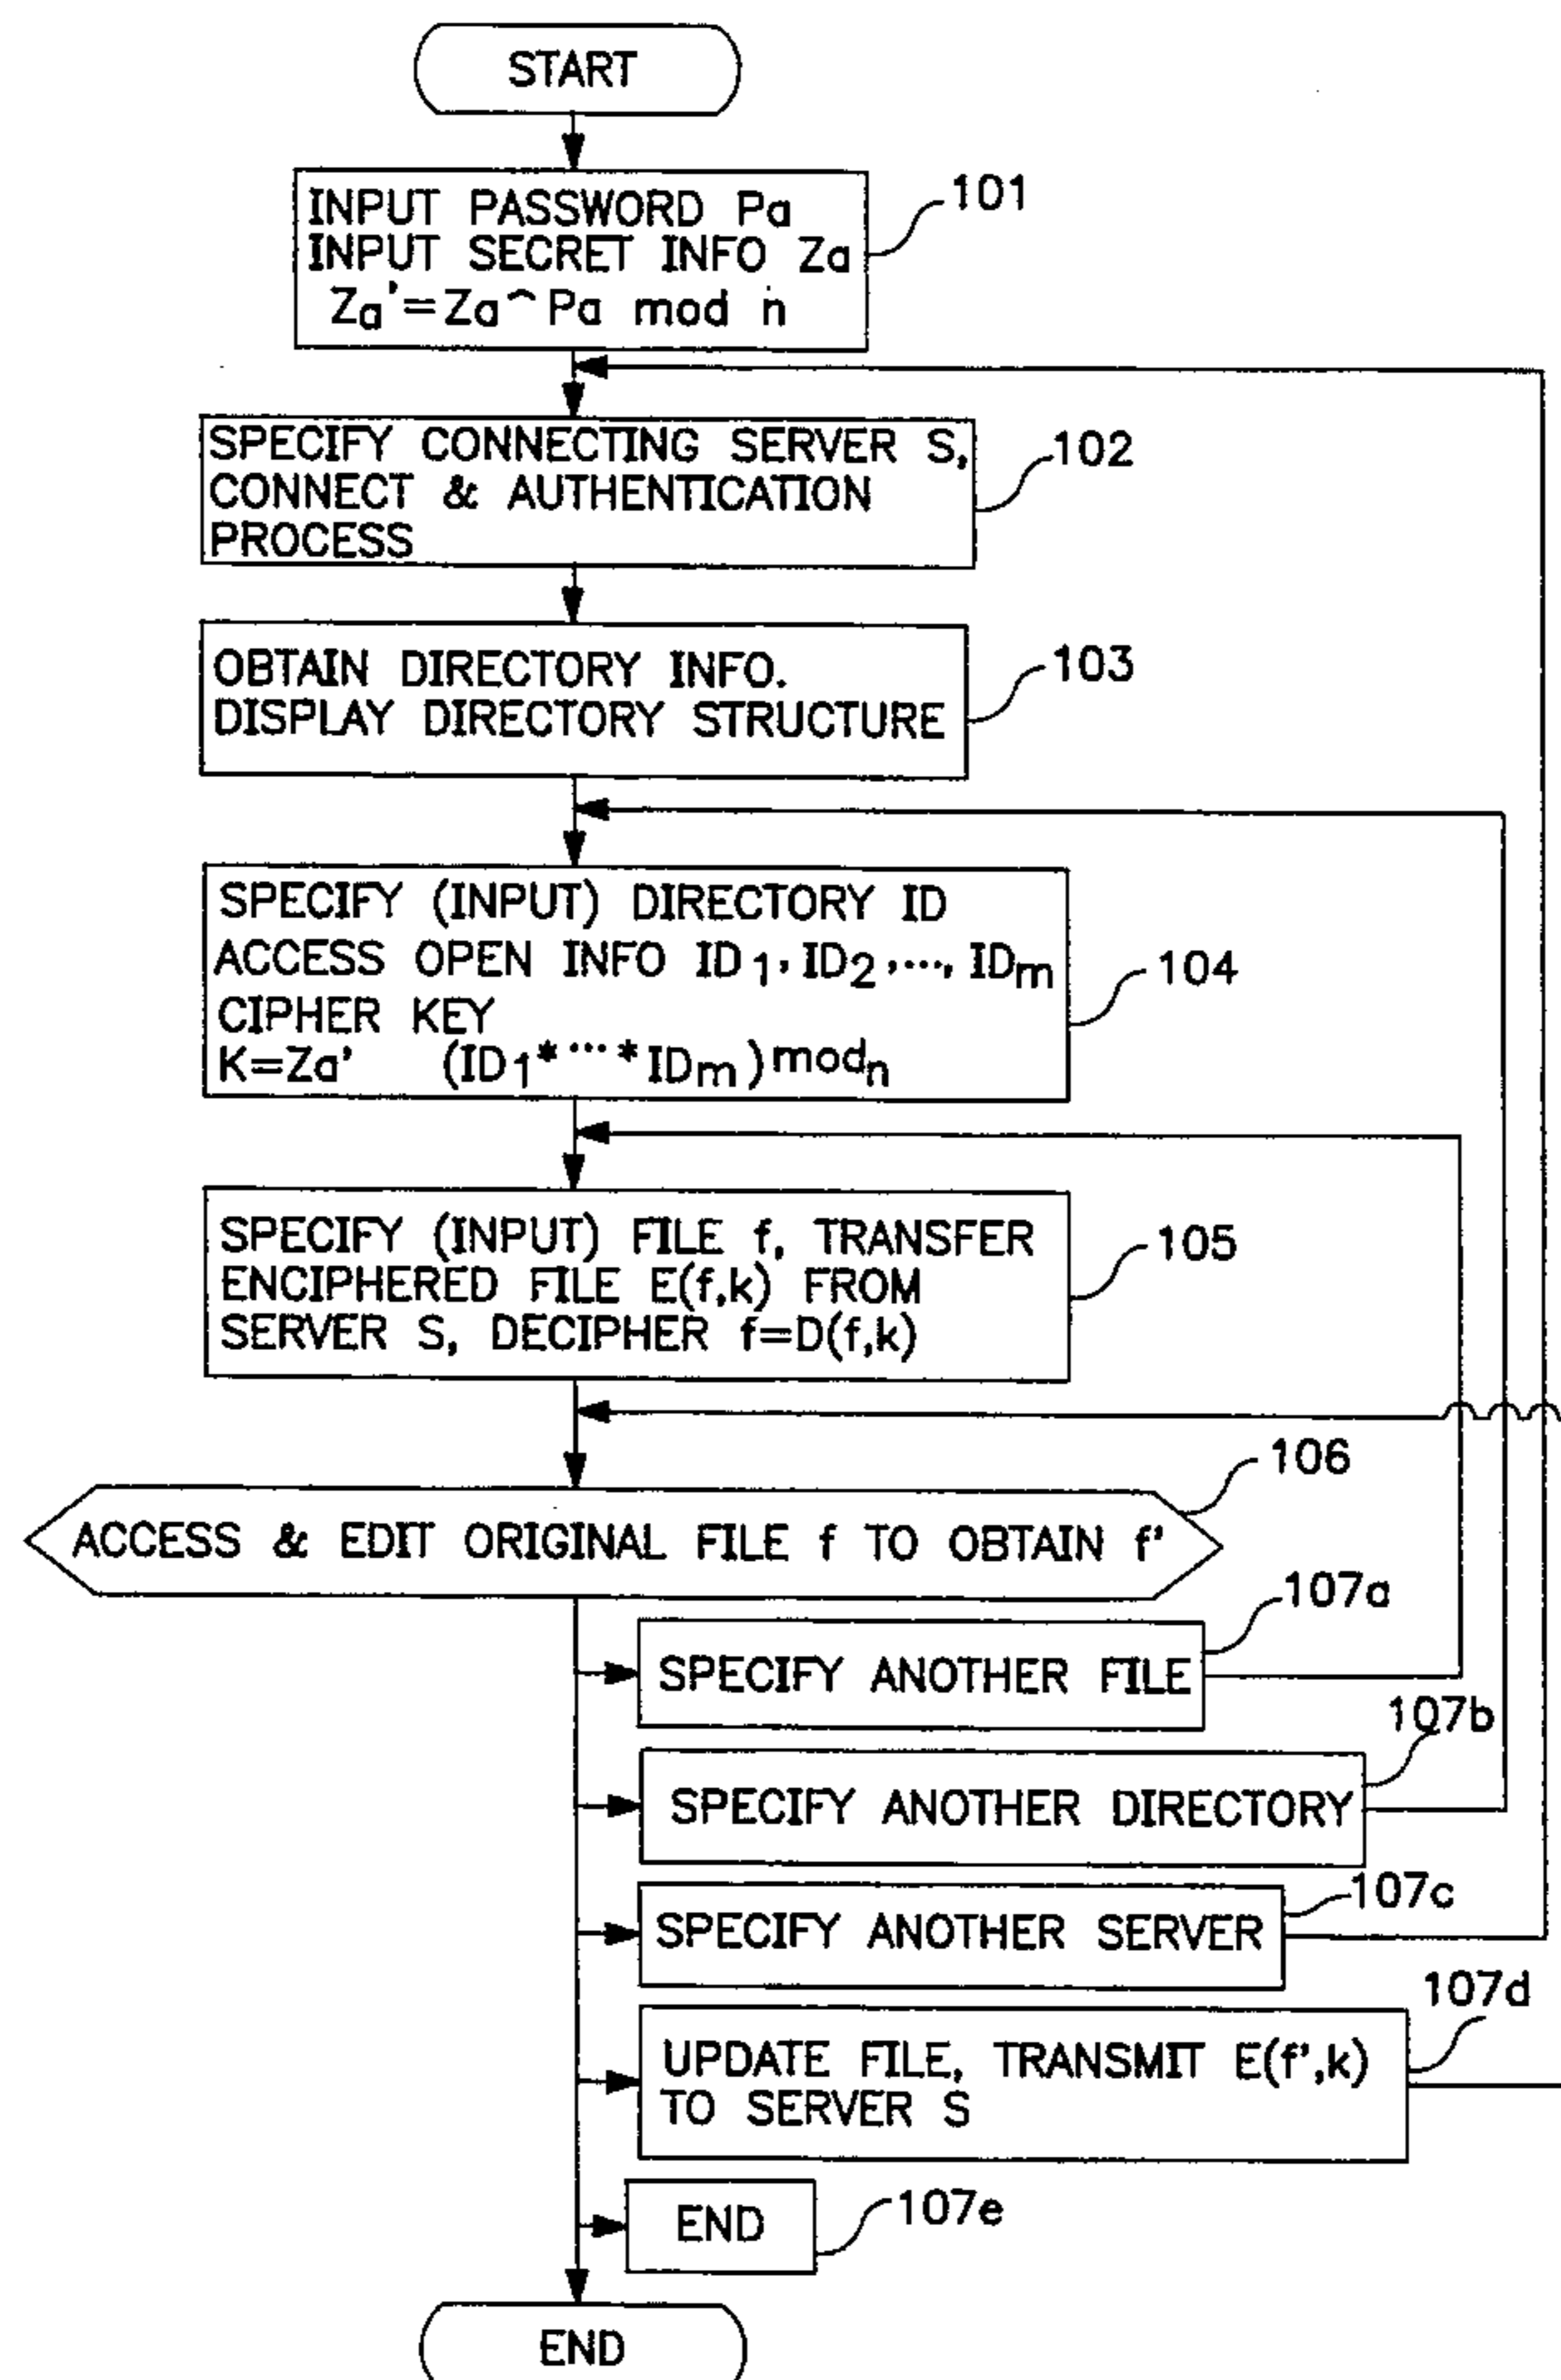 START
INPUT PASSWORD Pa
INPUT SECRET INFO Za
Za'=Za^Pa mod n
101
SPECIFY CONNECTING SERVER S,
CONNECT & AUTHENTICATION
PROCESS
102
OBTAIN DIRECTORY INFO.
DISPLAY DIRECTORY STRUCTURE
103
SPECIFY (INPUT) DIRECTORY ID
ACCESS OPEN INFO ID1, ID2,..., IDm
CIPHER KEY
K=Za' (ID1*...*IDm)modn
104
SPECIFY (INPUT) FILE f, TRANSFER
ENCIPHERED FILE E(f,k) FROM
SERVER S, DECIPHER f=D(f,k)
105
106
ACCESS & EDIT ORIGINAL FILE f TO OBTAIN f'
107a
SPECIFY ANOTHER FILE
107b
SPECIFY ANOTHER DIRECTORY
107c
SPECIFY ANOTHER SERVER
107d
UPDATE FILE, TRANSMIT E(f',k)
TO SERVER S
107e
END
END